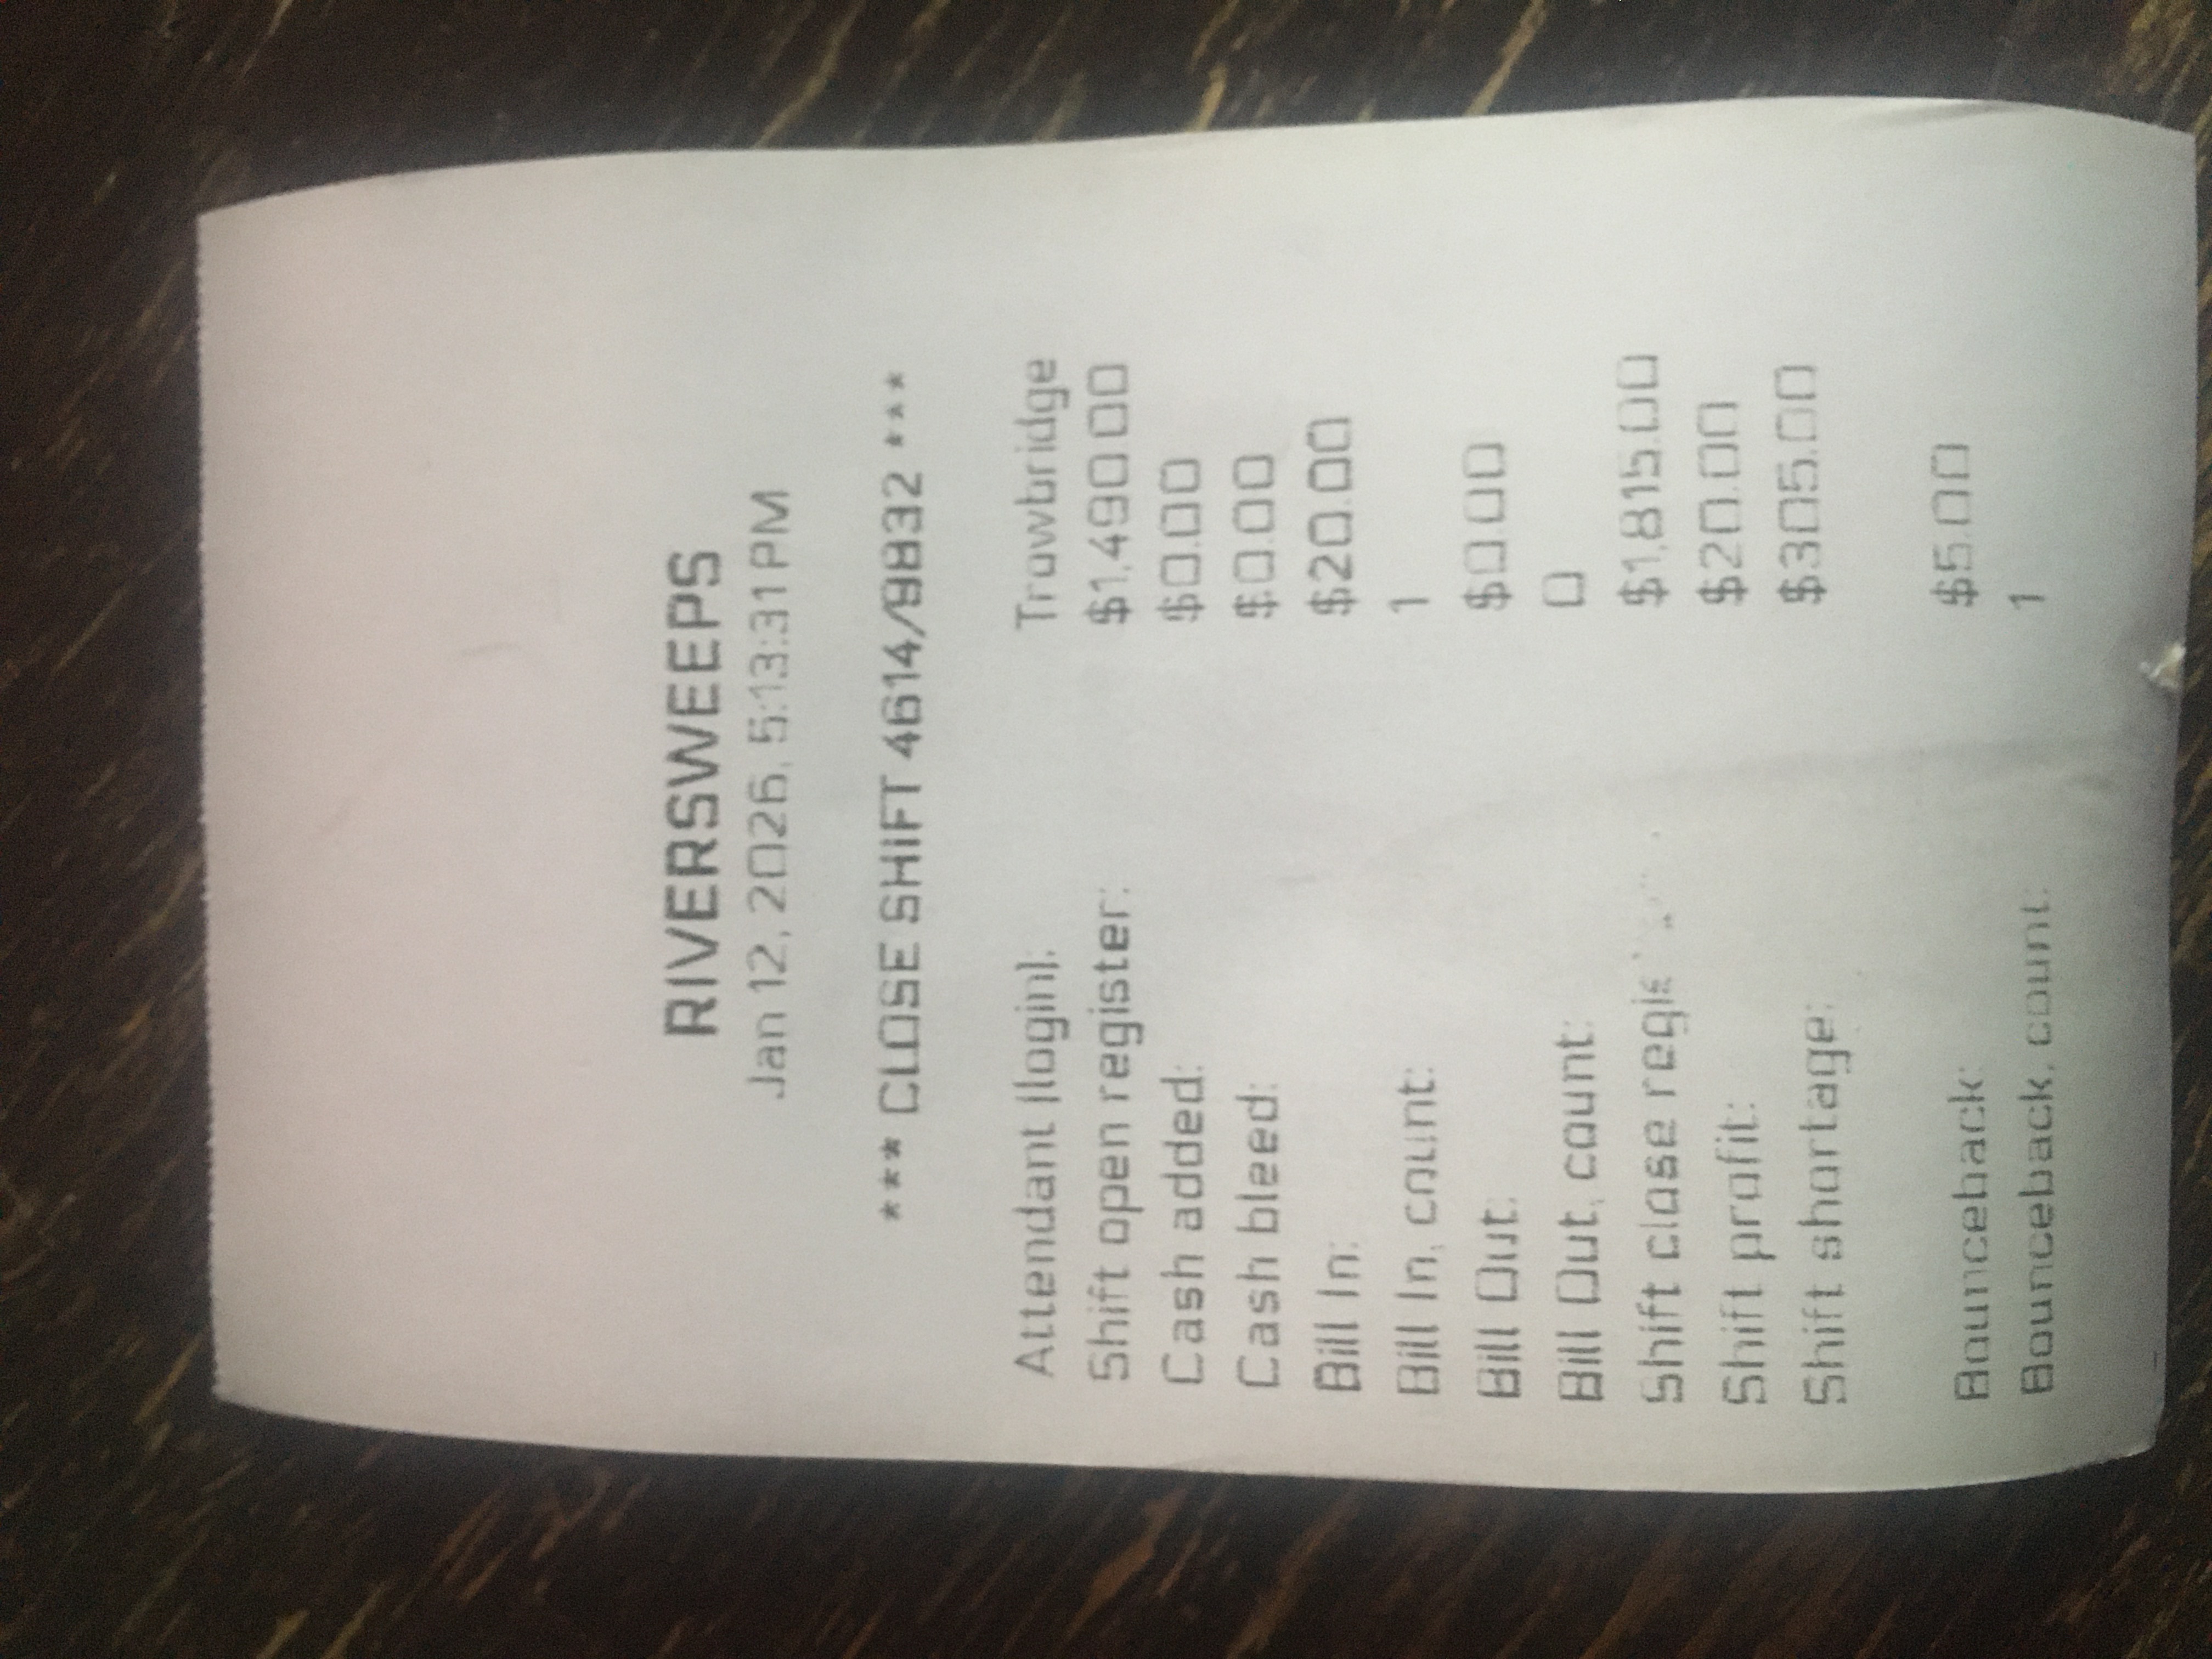 RIVERSWEEPS
Jan 12, 2026, 5:13:31 PM
*** CLOSE SHIFT 4614/9832 ***
Attendant (login): Truwbridge
Shift open register: $1,490.00
Cash added: $0.00
Cash bleed: $0.00
Bill In: $20.00
Bill In, count: 1
Bill Out: $0.00
Bill Out, count: 0
Shift close $1,815.00
Shift profit: $20.00
Shift shortage: $305.00
Bounceback: $5.00
Bounceback, count: 1